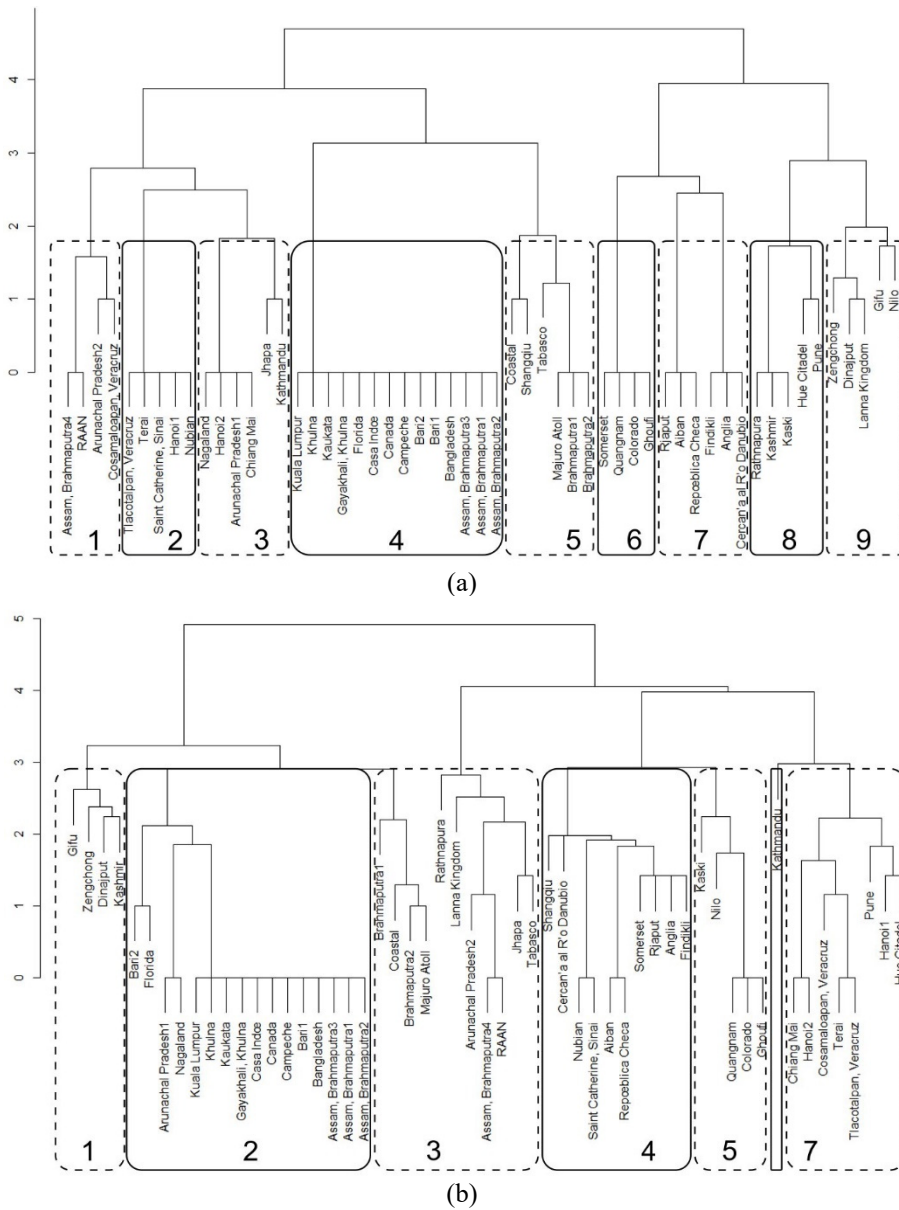 4
3
2
1
0
Assam, Brahmaputra4
RAAN
Arunachal Pradesh2
Cosamaloapan, Veracruz
Tlacotalpan, Veracruz
Terai
Saint Catherine, Sinai
Hanoi1
Nubian
Nagaland
Hanoi2
Arunachal Pradesh1
Chiang Mai
Jhapa
Kathmandu
Kuala Lumpur
Khulna
Kaukata
Gayakhali, Khulna
Florida
Casa Indœ
Canada
Campeche
Bari2
Bari1
Bangladesh
Assam, Brahmaputra3
Assam, Brahmaputra1
Assam, Brahmaputra2
Coastal
Shangqiu
Tabasco
Majuro Atoll
Brahmaputra1
Brahmaputra2
Somerset
Quangnam
Colorado
Ghoufi
Rjaput
Aiban
Repœblica Checa
Findikli
Anglia
Cercan'a al R'o Danubio
Rathnapura
Kashmir
Kaski
Hue Citadel
Pune
Zengchong
Dinajput
Lanna Kingdom
Gifu
Nilo
1 2 3 4 5 6 7 8 9
(a)
5
4
3
2
1
0
Gifu
Zengchong
Dinajput
Kashmir
Bari2
Florida
Arunachal Pradesh1
Nagaland
Kuala Lumpur
Khulna
Kaukata
Gayakhali, Khulna
Casa Indœ
Canada
Campeche
Bari1
Bangladesh
Assam, Brahmaputra3
Assam, Brahmaputra1
Assam, Brahmaputra2
Brahmaputra1
Coastal
Brahmaputra2
Majuro Atoll
Rathnapura
Lanna Kingdom
Arunachal Pradesh2
Assam, Brahmaputra4
RAAN
Jhapa
Tabasco
Shangqiu
Cercan'a al R'o Danubio
Nubian
Saint Catherine, Sinai
Aiban
Repœblica Checa
Somerset
Rjaput
Anglia
Findikli
Kaski
Nilo
Quangnam
Colorado
Ghoufi
Kathmandu
Chiang Mai
Hanoi2
Cosamaloapan, Veracruz
Terai
Tlacotalpan, Veracruz
Pune
Hanoi1
Hue Citadel
1 2 3 4 5 7
(b)